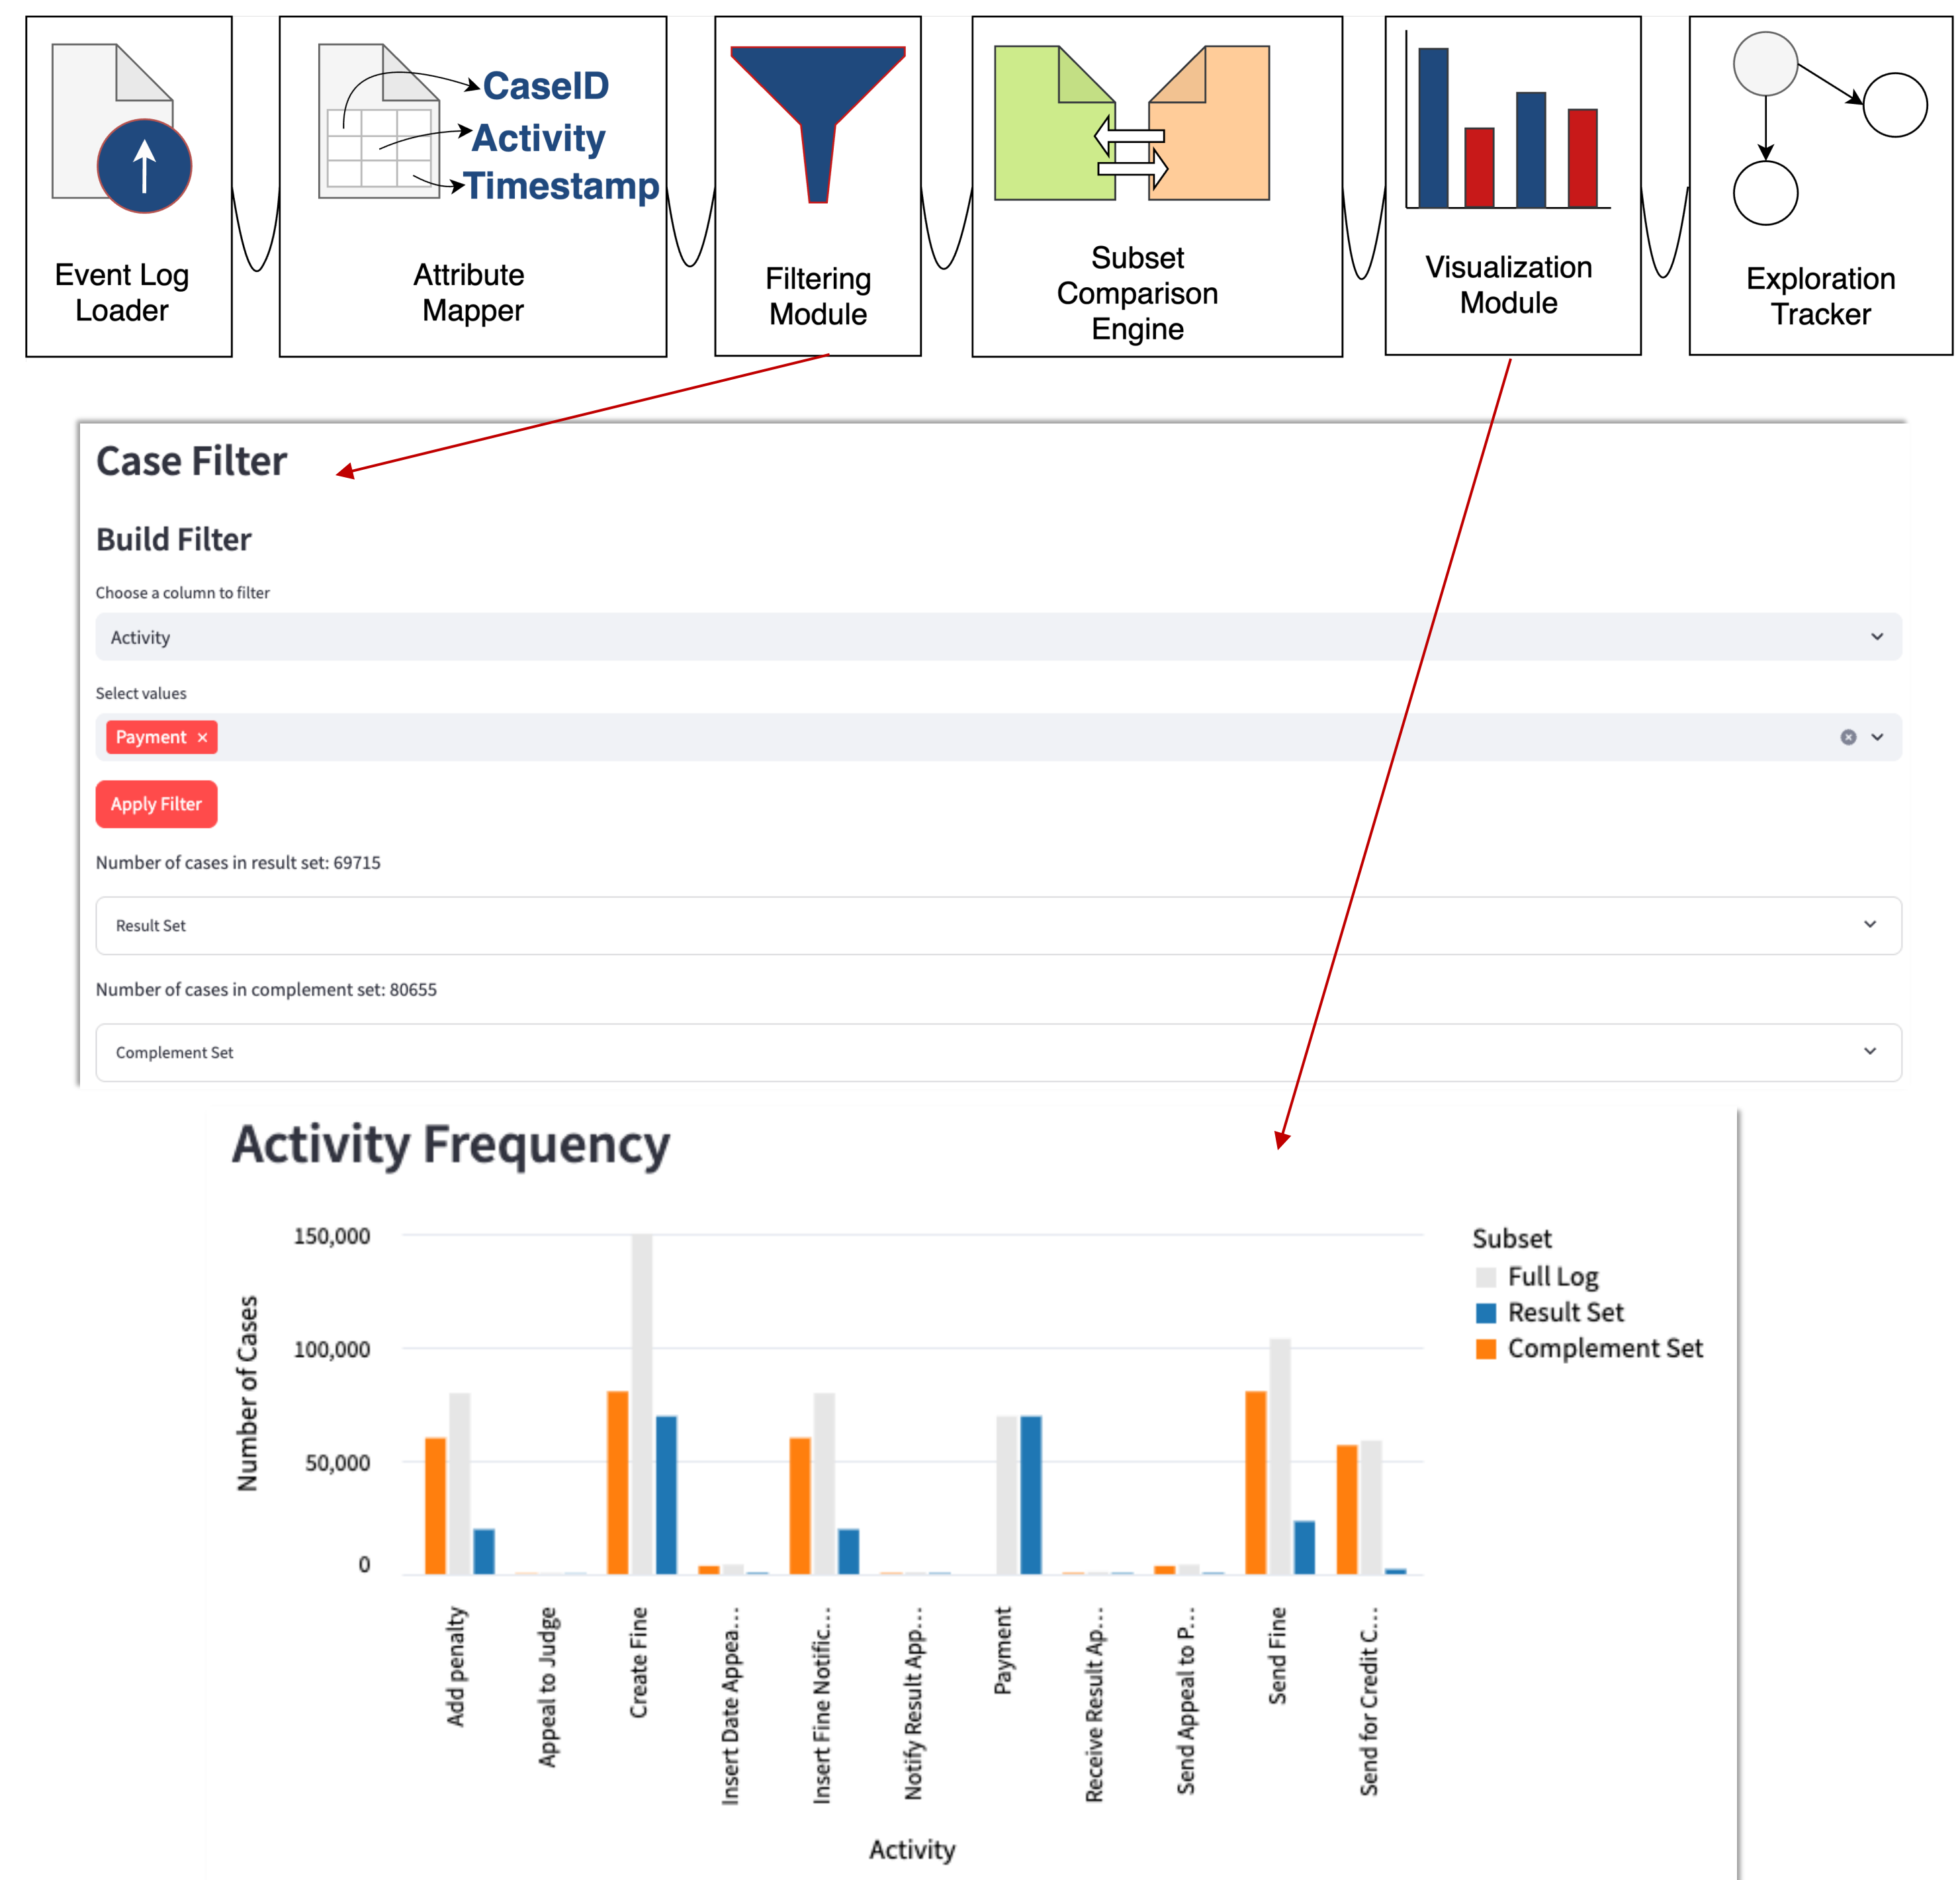 CaseID
Activity
Timestamp
Event Log
Loader
Attribute
Mapper
Filtering
Module
Subset
Comparison
Engine
Visualization
Module
Exploration
Tracker
Case Filter
Build Filter
Choose a column to filter
Activity
Select values
Payment ×
Apply Filter
Number of cases in result set: 69715
Result Set
Number of cases in complement set: 80655
Complement Set
Activity Frequency
150,000
100,000
50,000
0
Number of Cases
Subset
Full Log
Result Set
Complement Set
Add penalty
Appeal to Judge
Create Fine
Insert Date Appea...
Insert Fine Notific...
Notify Result App...
Payment
Receive Result Ap...
Send Appeal to P...
Send Fine
Send for Credit C...
Activity